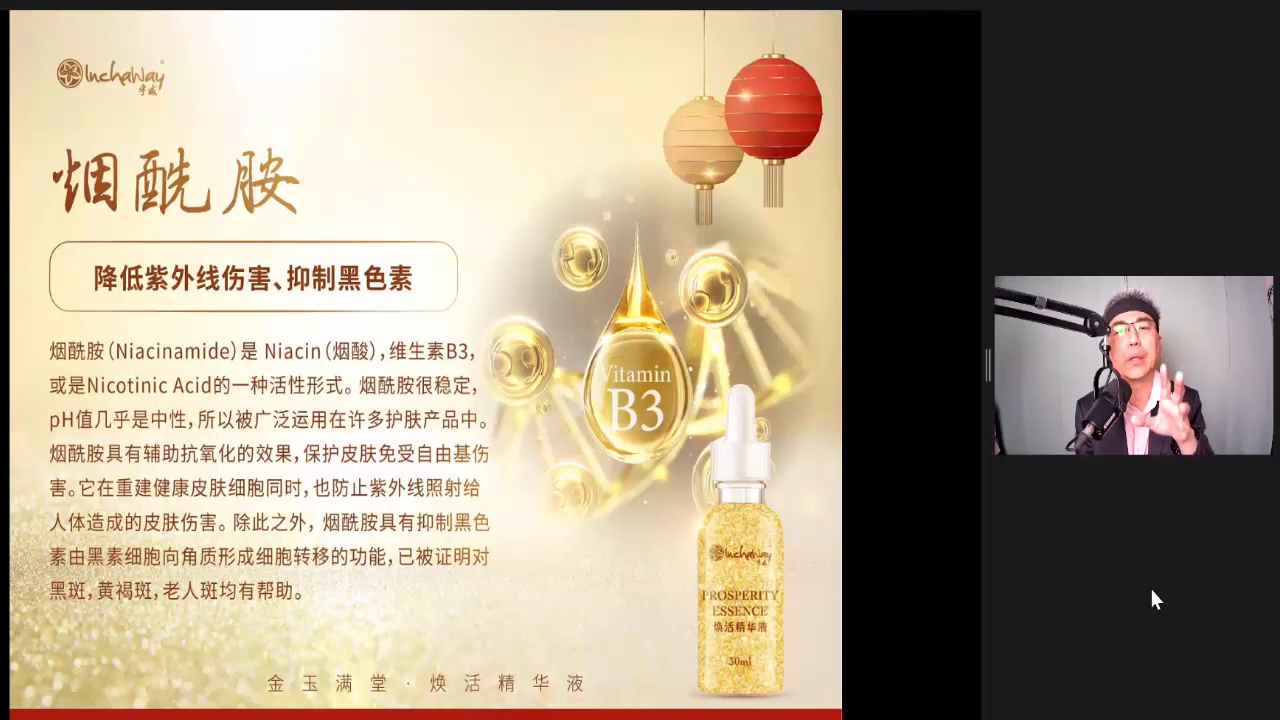 InchaWay
宇威
烟酰胺
降低紫外线伤害、抑制黑色素
烟酰胺(Niacinamide)是 Niacin(烟酸),维生素B3,
或是Nicotinic Acid的一种活性形式。烟酰胺很稳定,
pH值几乎是中性,所以被广泛运用在许多护肤产品中。
烟酰胺具有辅助抗氧化的效果,保护皮肤免受自由基伤
害。它在重建健康皮肤细胞同时,也防止紫外线照射给
人体造成的皮肤伤害。除此之外，烟酰胺具有抑制黑色
素由黑素细胞向角质形成细胞转移的功能,已被证明对
黑斑,黄褐斑,老人斑均有帮助。
Vitamin
B3
InchaWay
宇威
PROSPERITY
ESSENCE
焕活精华液
30ml
金玉满堂·焕活精华液